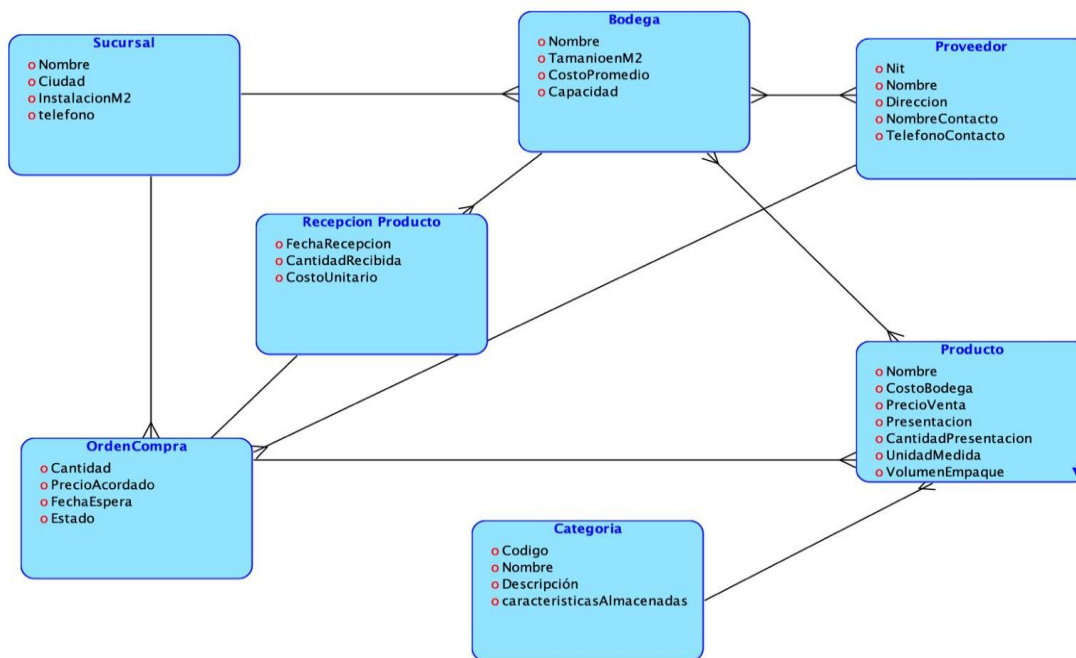 Sucursal
Nombre
Ciudad
InstalacionM2
telefono
Bodega
Nombre
TamanioenM2
CostoPromedio
Capacidad
Proveedor
Nit
Nombre
Direccion
NombreContacto
TelefonoContacto
Recepcion Producto
FechaRecepcion
CantidadRecibida
CostoUnitario
Producto
Nombre
CostoBodega
PrecioVenta
Presentacion
CantidadPresentacion
UnidadMedida
VolumenEmpaque
OrdenCompra
Cantidad
PrecioAcordado
FechaEspera
Estado
Categoria
Codigo
Nombre
Descripción
caracteristicasAlmacenadas